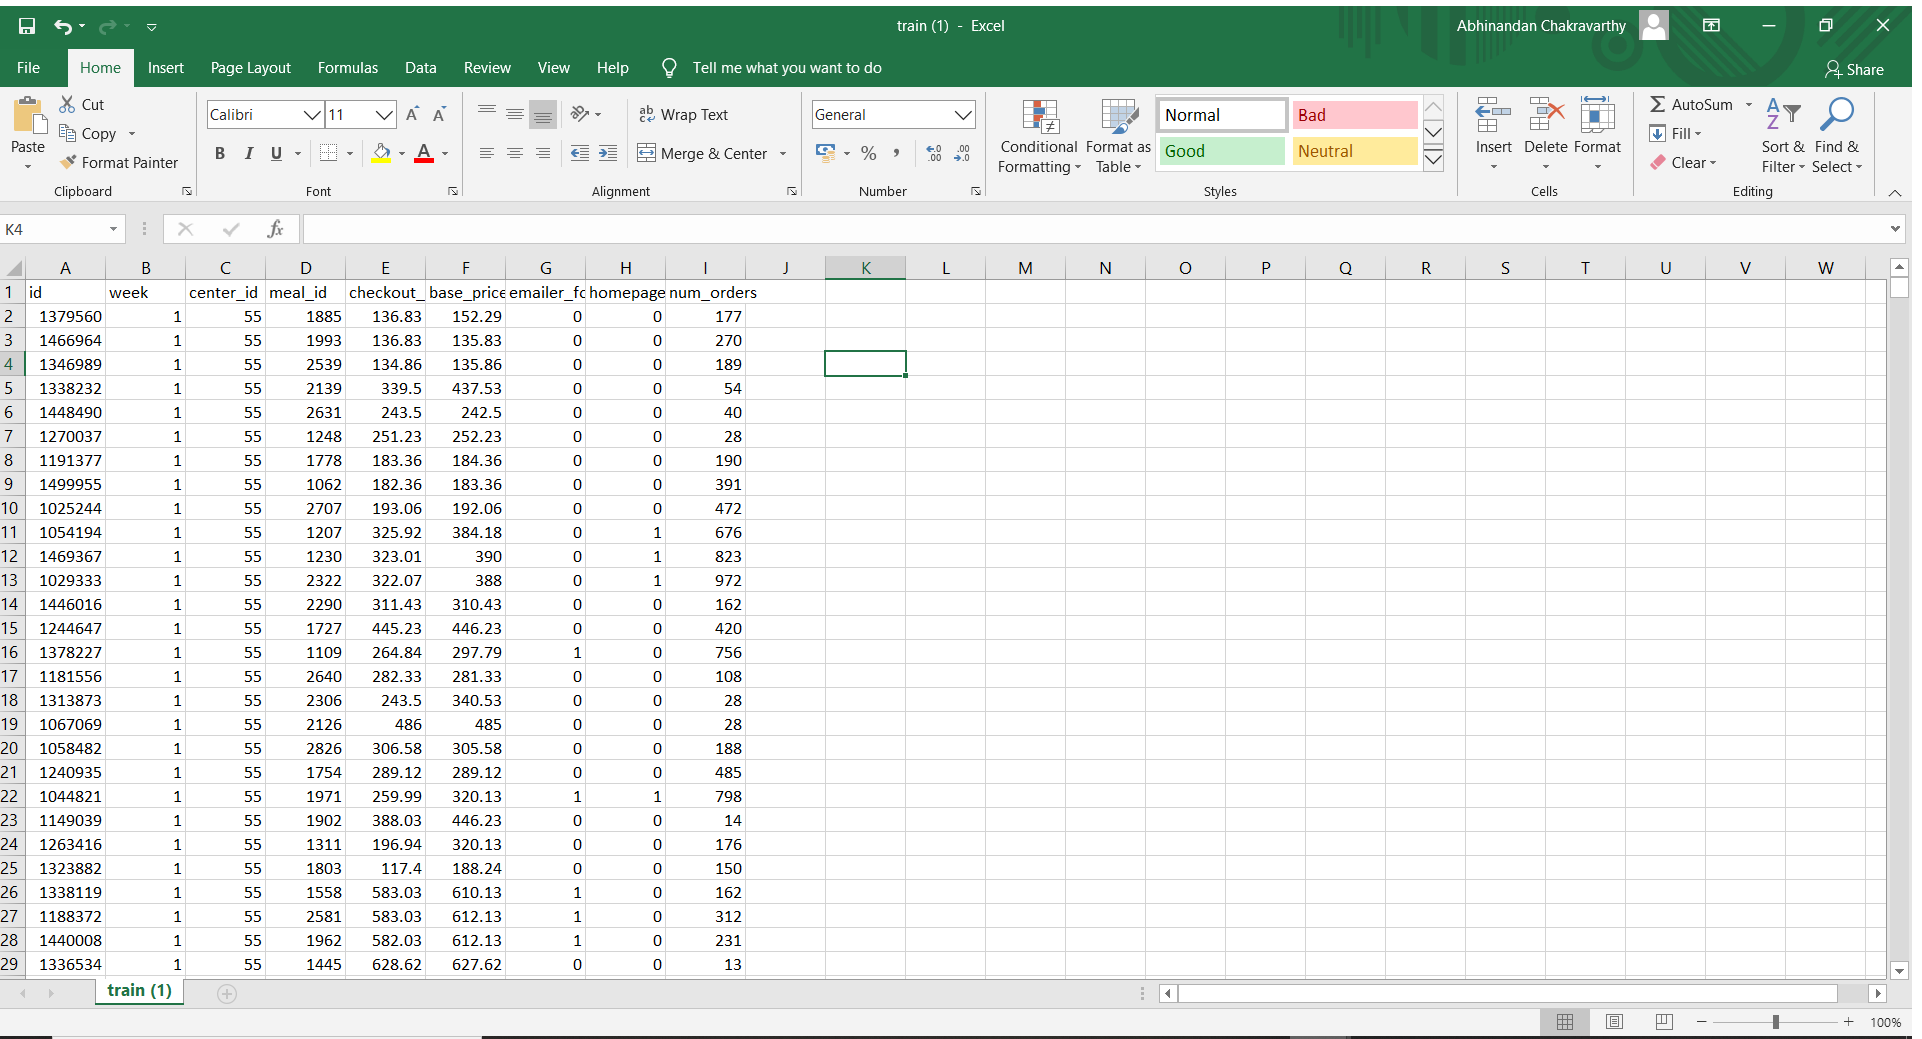 train (1) - Excel
Abhinandan Chakravarthy
File Home Insert Page Layout Formulas Data Review View Help Tell me what you want to do
Share
Paste
Cut
Copy
Format Painter
Clipboard
Calibri 11
B I U
Font
Wrap Text
Merge & Center
Alignment
General
% ,
Number
Conditional Formatting
Format as Table
Normal Bad
Good Neutral
Styles
Insert Delete Format
Cells
AutoSum
Fill
Clear
Sort & Filter
Find & Select
Editing
K4 fx
A B C D E F G H I J K L M N O P Q R S T U V W
1 id week center_id meal_id checkout_ base_price emailer_fo homepage num_orders
2 1379560 1 55 1885 136.83 152.29 0 0 177
3 1466964 1 55 1993 136.83 135.83 0 0 270
4 1346989 1 55 2539 134.86 135.86 0 0 189
5 1338232 1 55 2139 339.5 437.53 0 0 54
6 1448490 1 55 2631 243.5 242.5 0 0 40
7 1270037 1 55 1248 251.23 252.23 0 0 28
8 1191377 1 55 1778 183.36 184.36 0 0 190
9 1499955 1 55 1062 182.36 183.36 0 0 391
10 1025244 1 55 2707 193.06 192.06 0 0 472
11 1054194 1 55 1207 325.92 384.18 0 1 676
12 1469367 1 55 1230 323.01 390 0 1 823
13 1029333 1 55 2322 322.07 388 0 1 972
14 1446016 1 55 2290 311.43 310.43 0 0 162
15 1244647 1 55 1727 445.23 446.23 0 0 420
16 1378227 1 55 1109 264.84 297.79 1 0 756
17 1181556 1 55 2640 282.33 281.33 0 0 108
18 1313873 1 55 2306 243.5 340.53 0 0 28
19 1067069 1 55 2126 486 485 0 0 28
20 1058482 1 55 2826 306.58 305.58 0 0 188
21 1240935 1 55 1754 289.12 289.12 0 0 485
22 1044821 1 55 1971 259.99 320.13 1 1 798
23 1149039 1 55 1902 388.03 446.23 0 0 14
24 1263416 1 55 1311 196.94 320.13 0 0 176
25 1323882 1 55 1803 117.4 188.24 0 0 150
26 1338119 1 55 1558 583.03 610.13 1 0 162
27 1188372 1 55 2581 583.03 612.13 1 0 312
28 1440008 1 55 1962 582.03 612.13 1 0 231
29 1336534 1 55 1445 628.62 627.62 0 0 13
train (1)
100%